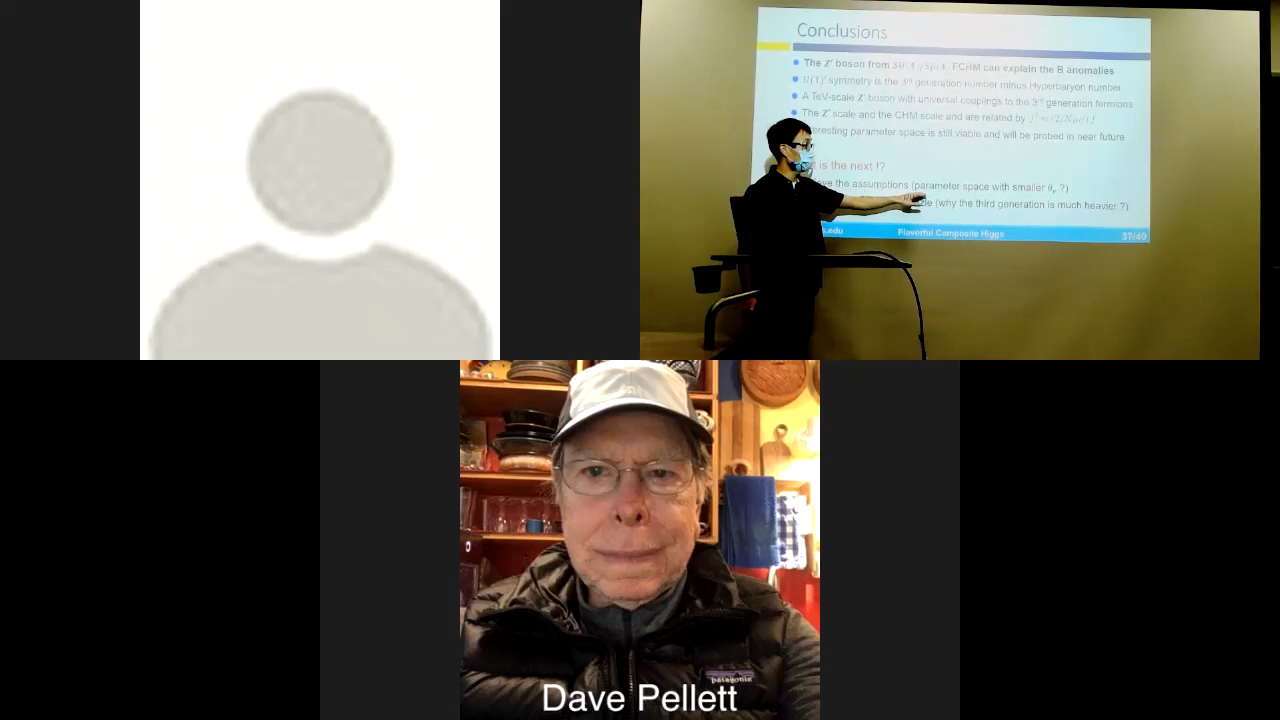 Conclusions
The Z' boson from FCHM can explain the B anomalies
U(1)' symmetry is the 3rd generation number minus Hyperbaryon number
A TeV-scale Z' boson with universal couplings to the 3rd generation fermions
The Z' scale and the CHM scale and are related by
eresting parameter space is still viable and will be probed in near future
is the next !?
the assumptions (parameter space with smaller θ ?)
(why the third generation is much heavier ?)
s.edu Flavorful Composite Higgs 37/40
patagonia
Dave Pellett